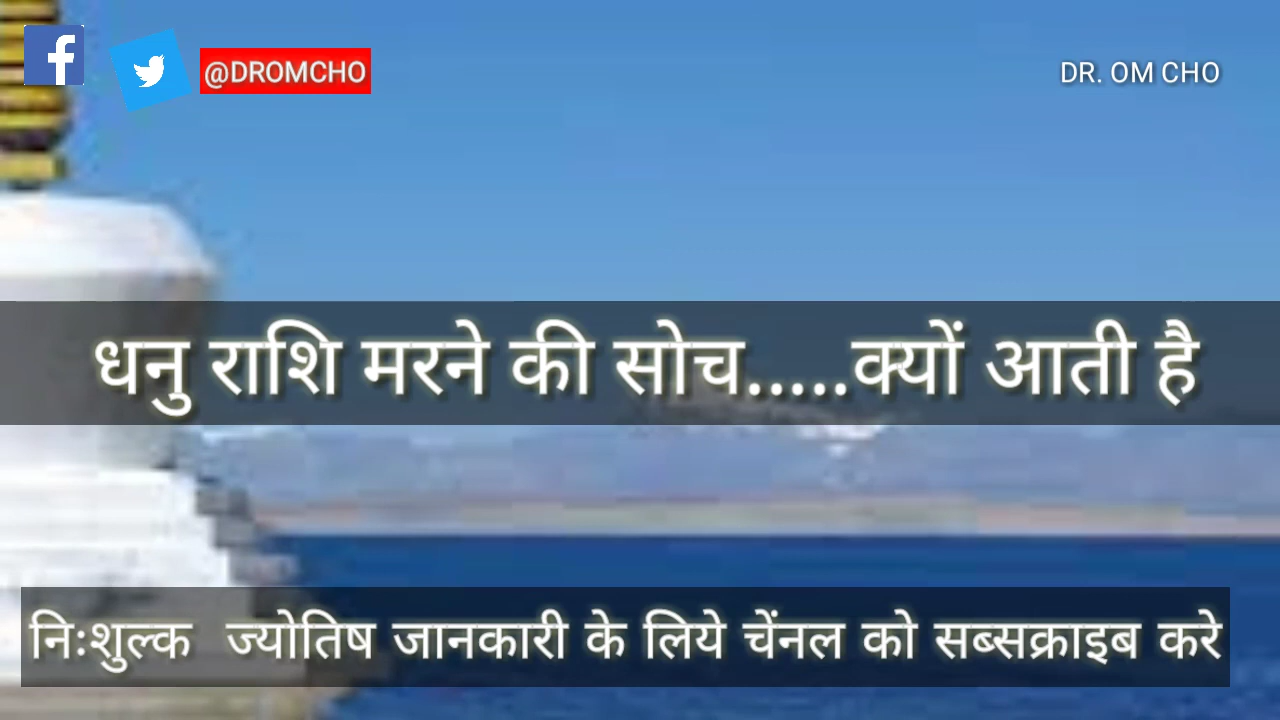 @DROMCHO
DR. OM CHO
धनु राशि मरने की सोच.....क्यों आती है
नि:शुल्क ज्योतिष जानकारी के लिये चेंनल को सब्सक्राइब करे